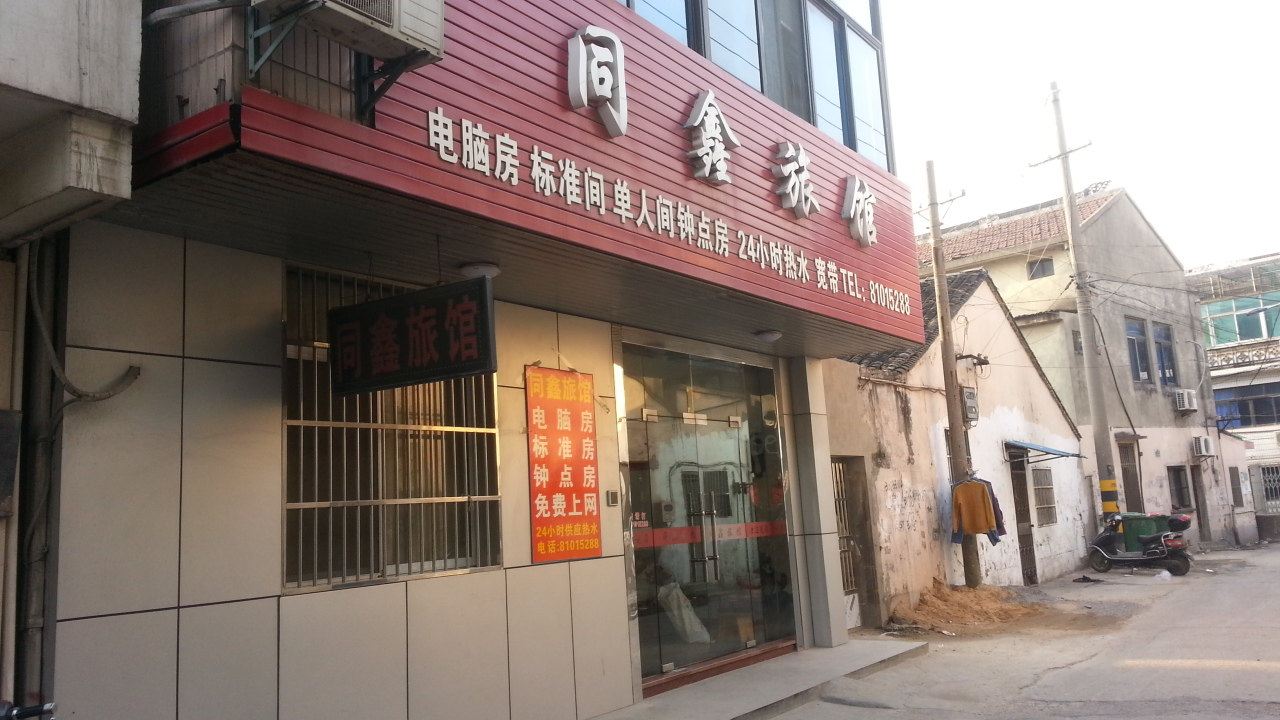 同鑫旅馆
电脑房 标准间 单人间 钟点房 24小时热水 宽带 TEL: 81015288
同鑫旅馆
同鑫旅馆
电脑房
标准房
钟点房
免费上网
24小时供应热水
电话:81015288